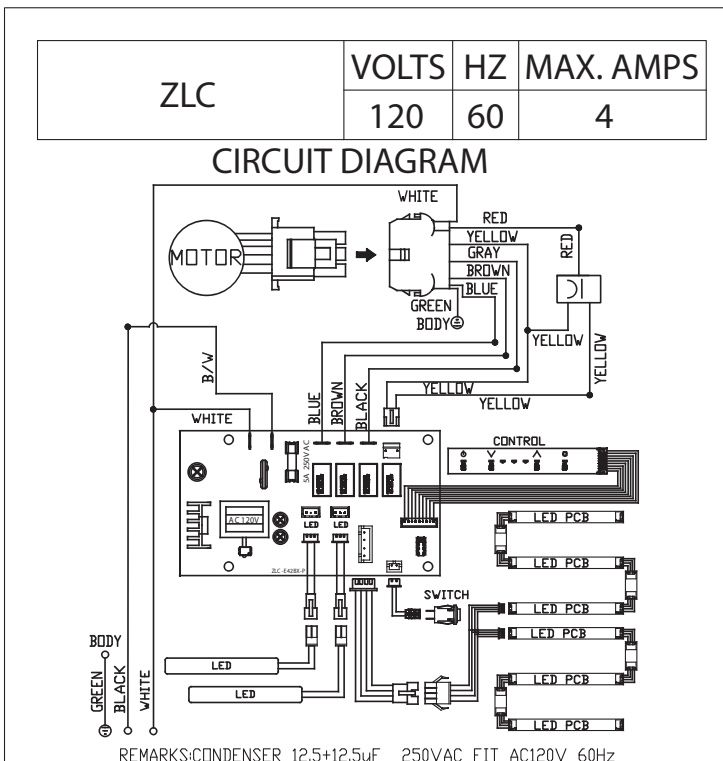 ZLC
VOLTS HZ MAX. AMPS
120 60 4
CIRCUIT DIAGRAM
WHITE
RED
YELLOW
GRAY
BROWN
BLUE
RED
MOTOR
GREEN
BODY
YELLOW
YELLOW
B/W
WHITE
BLUE
BROWN
BLACK
YELLOW
YELLOW
5A 250VAC
CONTROL
AC120V
LED LED
ZLC-E42BX-P
LED PCB
LED PCB
LED PCB
LED PCB
LED PCB
LED PCB
SWITCH
LED
LED
BODY
GREEN
BLACK
WHITE
REMARKS:CONDENSER 12.5+12.5uF 250VAC FIT AC120V 60Hz